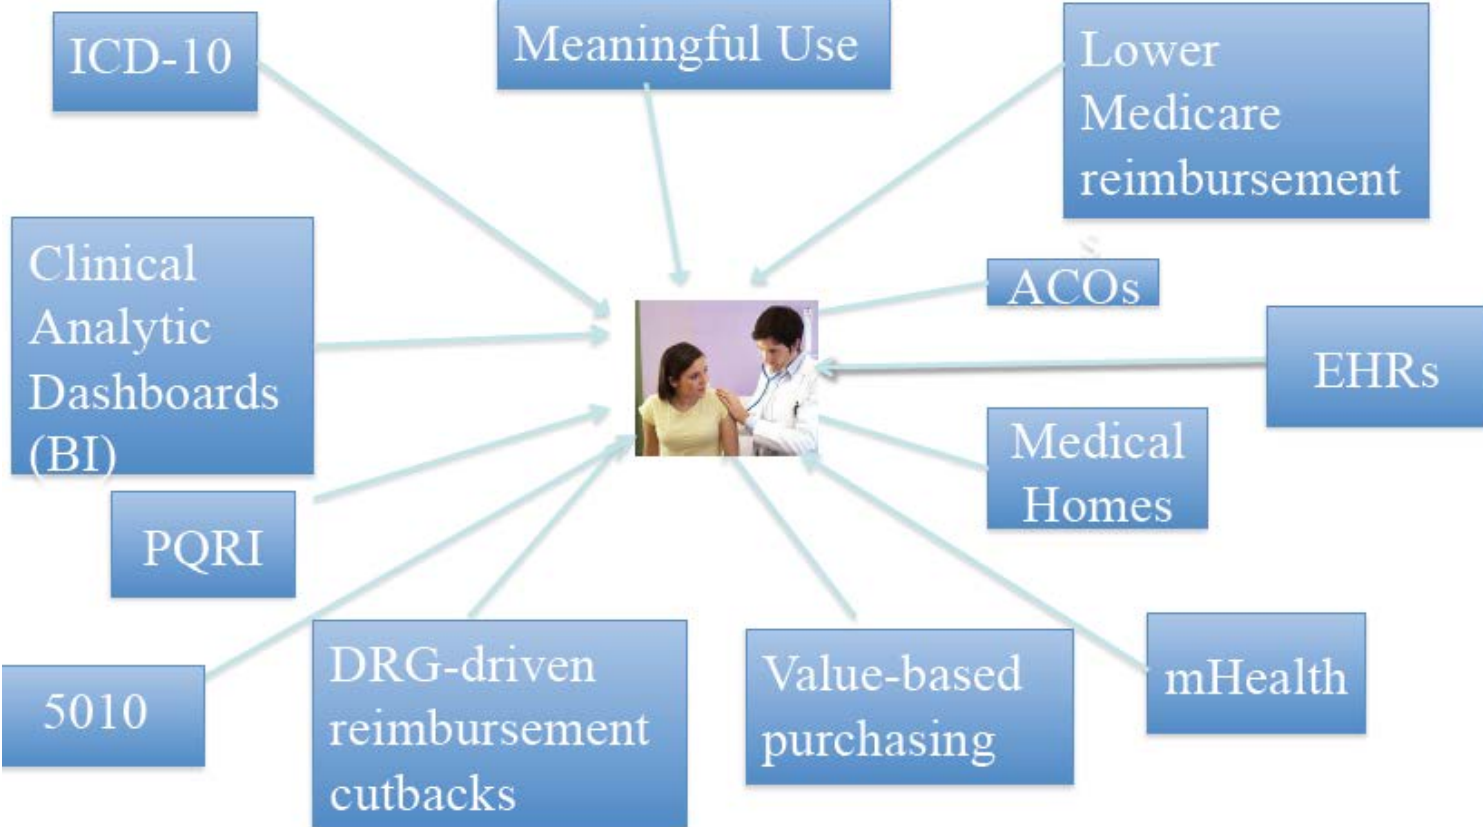 ICD-10
Meaningful Use
Lower
Medicare
reimbursement
s
Clinical
Analytic
Dashboards
(BI)
ACOs
EHRs
Medical
Homes
PQRI
5010
DRG-driven
reimbursement
cutbacks
Value-based
purchasing
mHealth